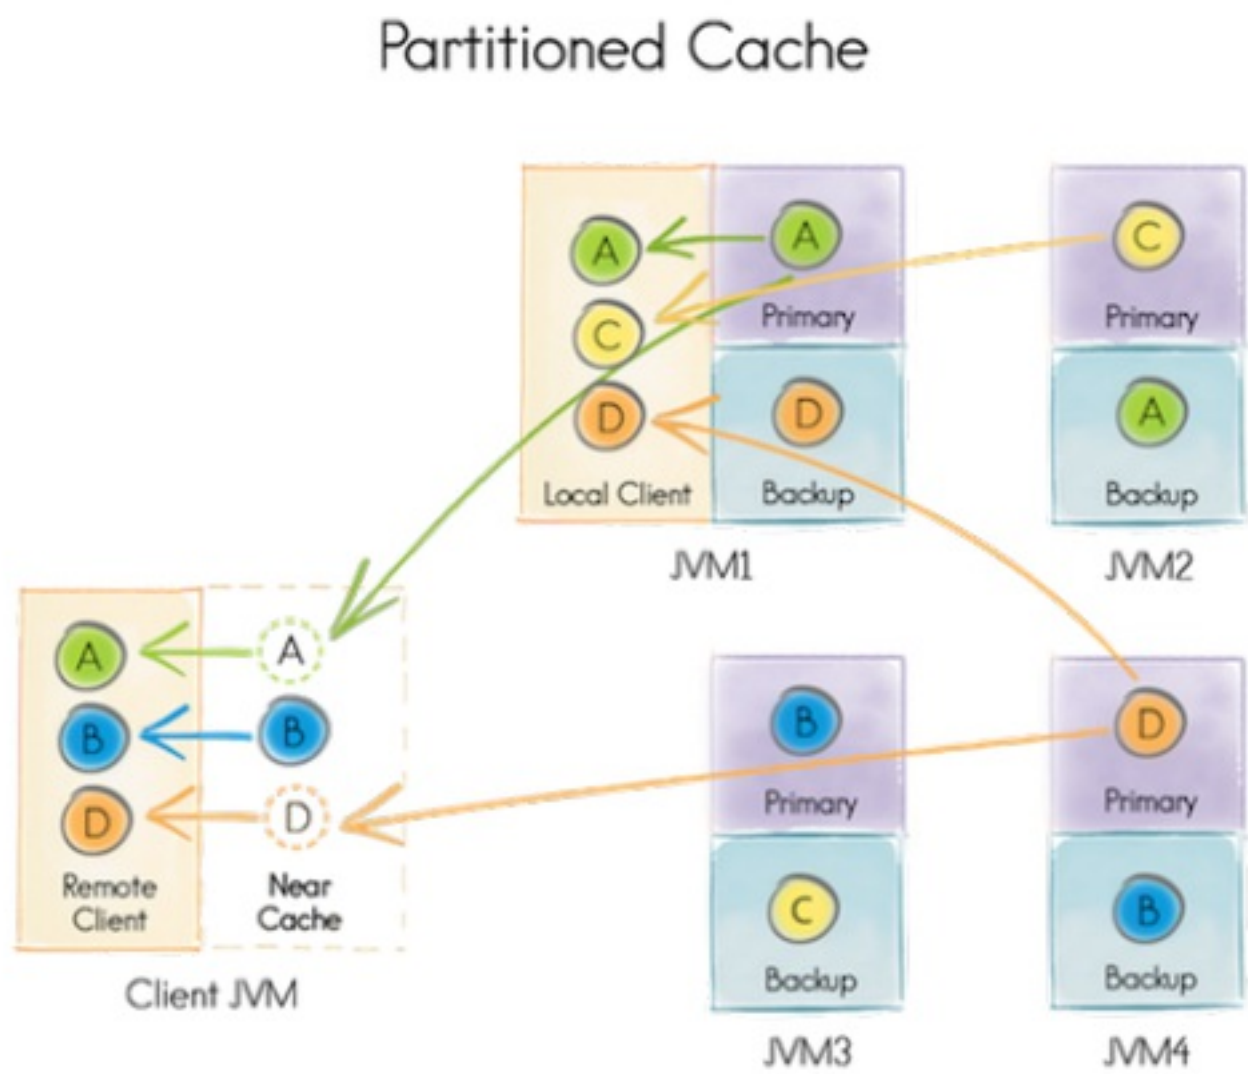 Partitioned Cache
A
A
C
C
Primary
Primary
D
D
A
Local Client
Backup
Backup
JVM1
JVM2
A
A
B
B
B
D
Primary
Primary
D
D
Remote
Client
Near
Cache
C
B
Backup
Backup
Client JVM
JVM3
JVM4